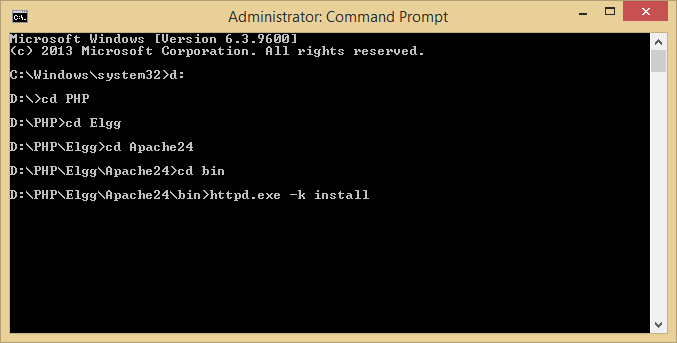 Administrator: Command Prompt
Microsoft Windows [Version 6.3.9600]
(c) 2013 Microsoft Corporation. All rights reserved.
C:\Windows\system32>d:
D:\>cd PHP
D:\PHP>cd Elgg
D:\PHP\Elgg>cd Apache24
D:\PHP\Elgg\Apache24>cd bin
D:\PHP\Elgg\Apache24\bin>httpd.exe -k install